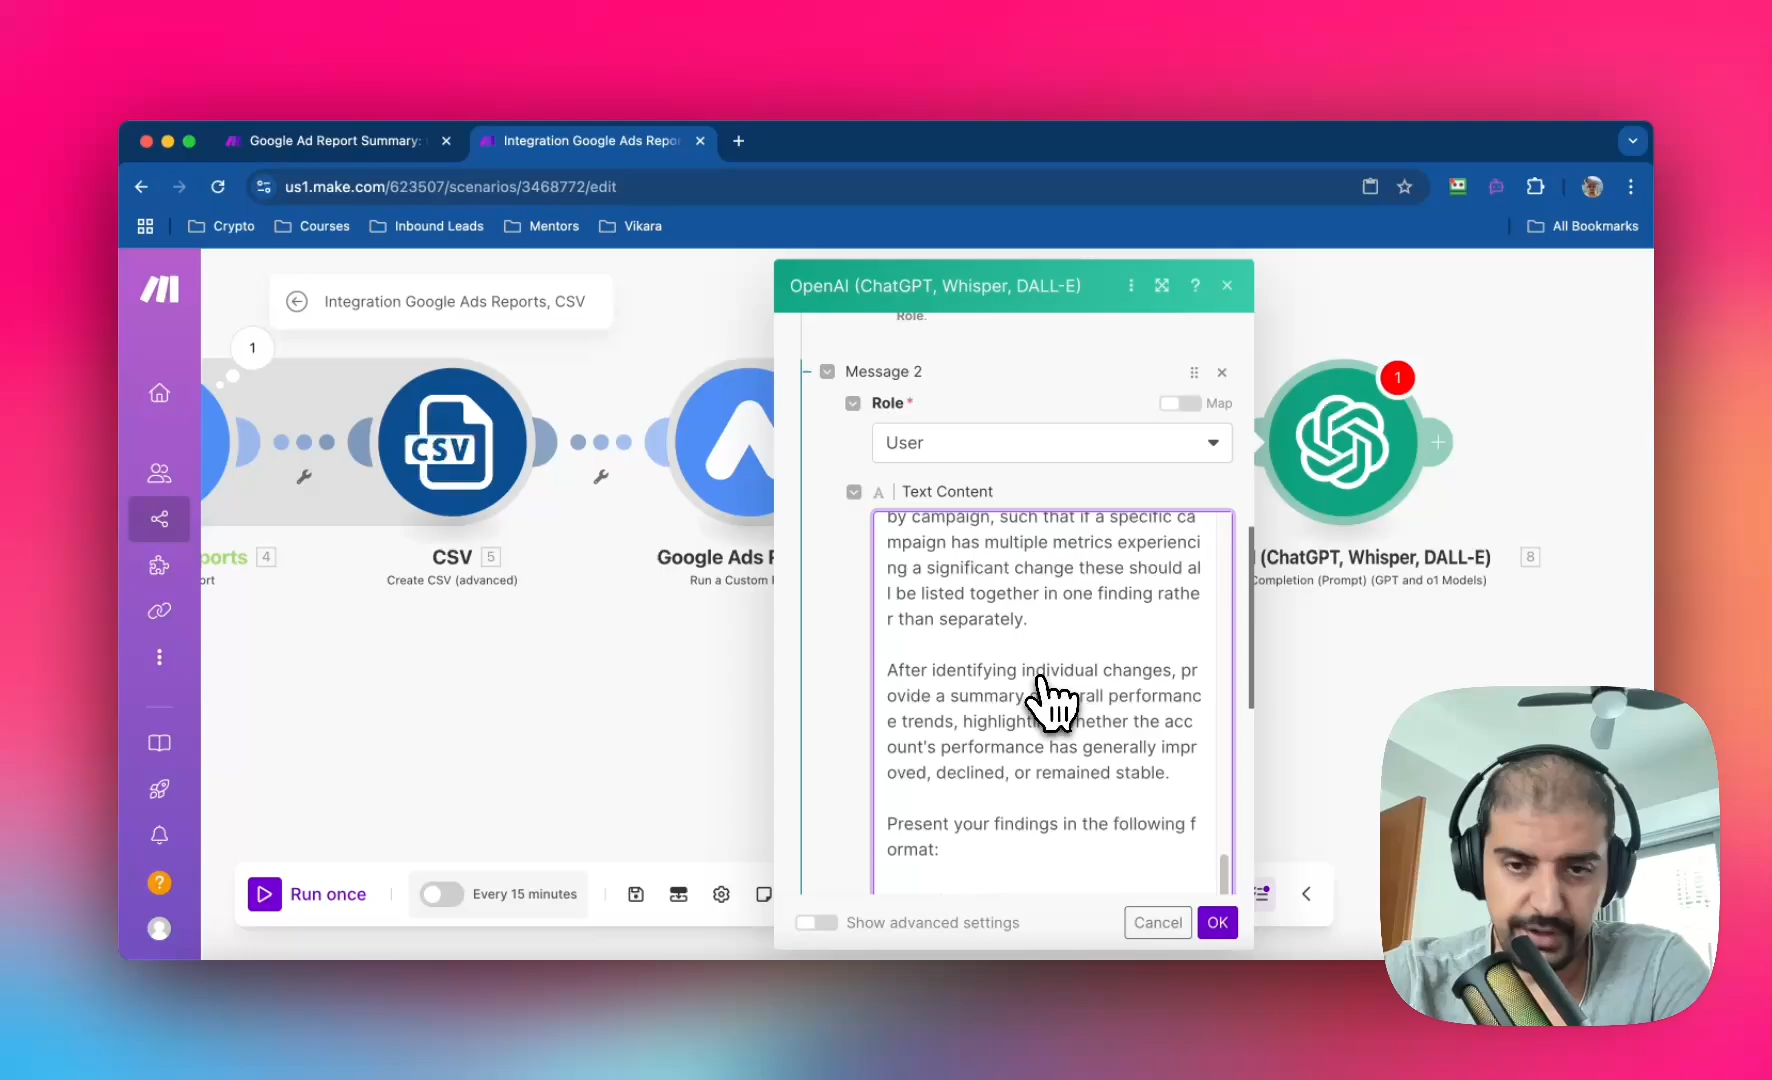 Google Ad Report Summary:
Integration Google Ads Repor
us1.make.com/623507/scenarios/3468772/edit
Crypto
Courses
Inbound Leads
Mentors
Vikara
All Bookmarks
Integration Google Ads Reports, CSV
1
CSV
ports 4
ort
CSV 5
Create CSV (advanced)
Google Ads R
Run a Custom R
OpenAI (ChatGPT, Whisper, DALL-E)
?
Role.
Message 2
Role*
Map
User
A
Text Content
by campaign, such that if a specific ca
mpaign has multiple metrics experienci
ng a significant change these should al
l be listed together in one finding rathe
r than separately.
After identifying individual changes, pr
ovide a summary
rall performanc
e trends, highlighti
hether the acc
ount's performance has generally impr
oved, declined, or remained stable.
Present your findings in the following f
ormat:
Show advanced settings
Cancel
OK
1
(ChatGPT, Whisper, DALL-E) 8
Completion (Prompt) (GPT and o1 Models)
?
Run once
Every 15 minutes